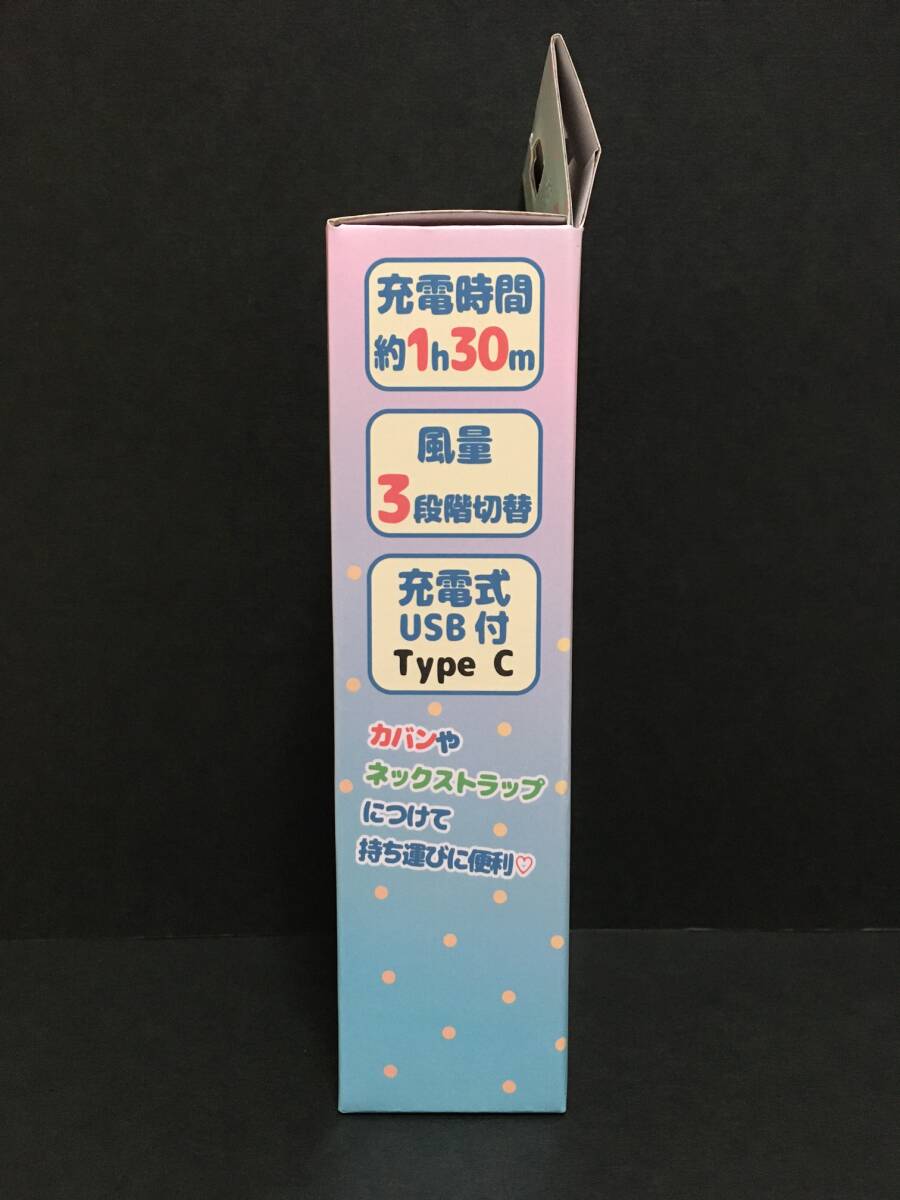 充電時間
約1h30m
風量
3段階切替
充電式
USB付
Type C
カバンや
ネックストラップ
につけて
持ち運びに便利♡